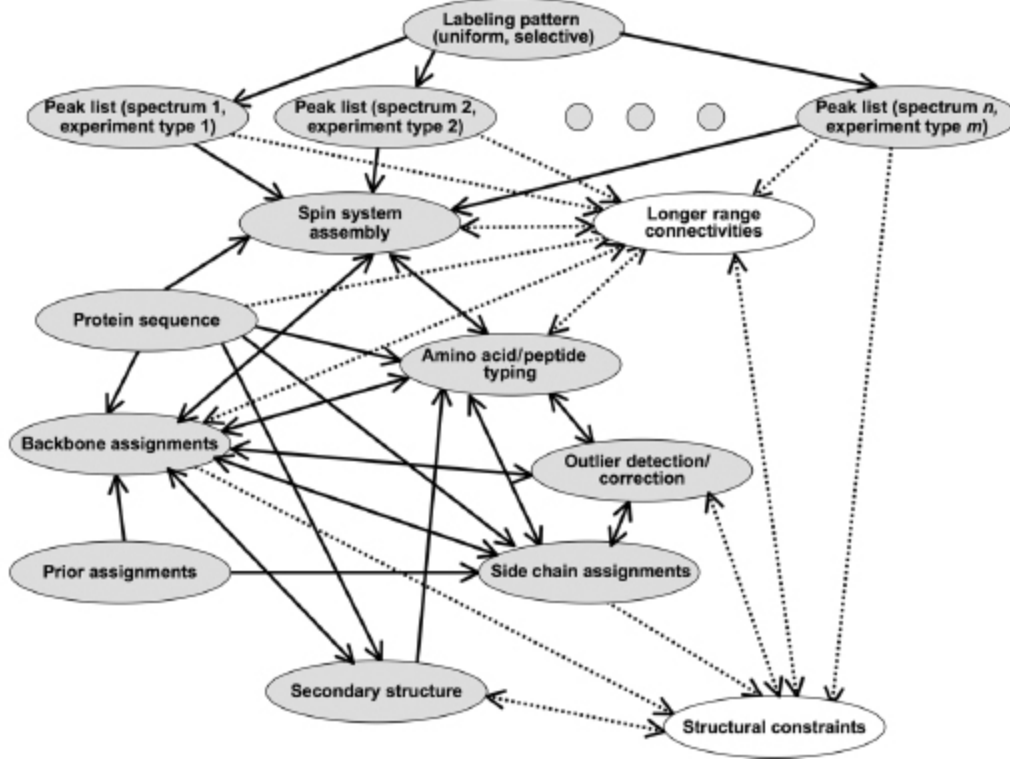 Labeling pattern
(uniform, selective)
Peak list (spectrum 1,
experiment type 1)
Peak list (spectrum 2,
experiment type 2)
Peak list (spectrum n,
experiment type m)
Spin system
assembly
Longer range
connectivities
Protein sequence
Amino acid/peptide
typing
Backbone assignments
Outlier detection/
correction
Prior assignments
Side chain assignments
Secondary structure
Structural constraints